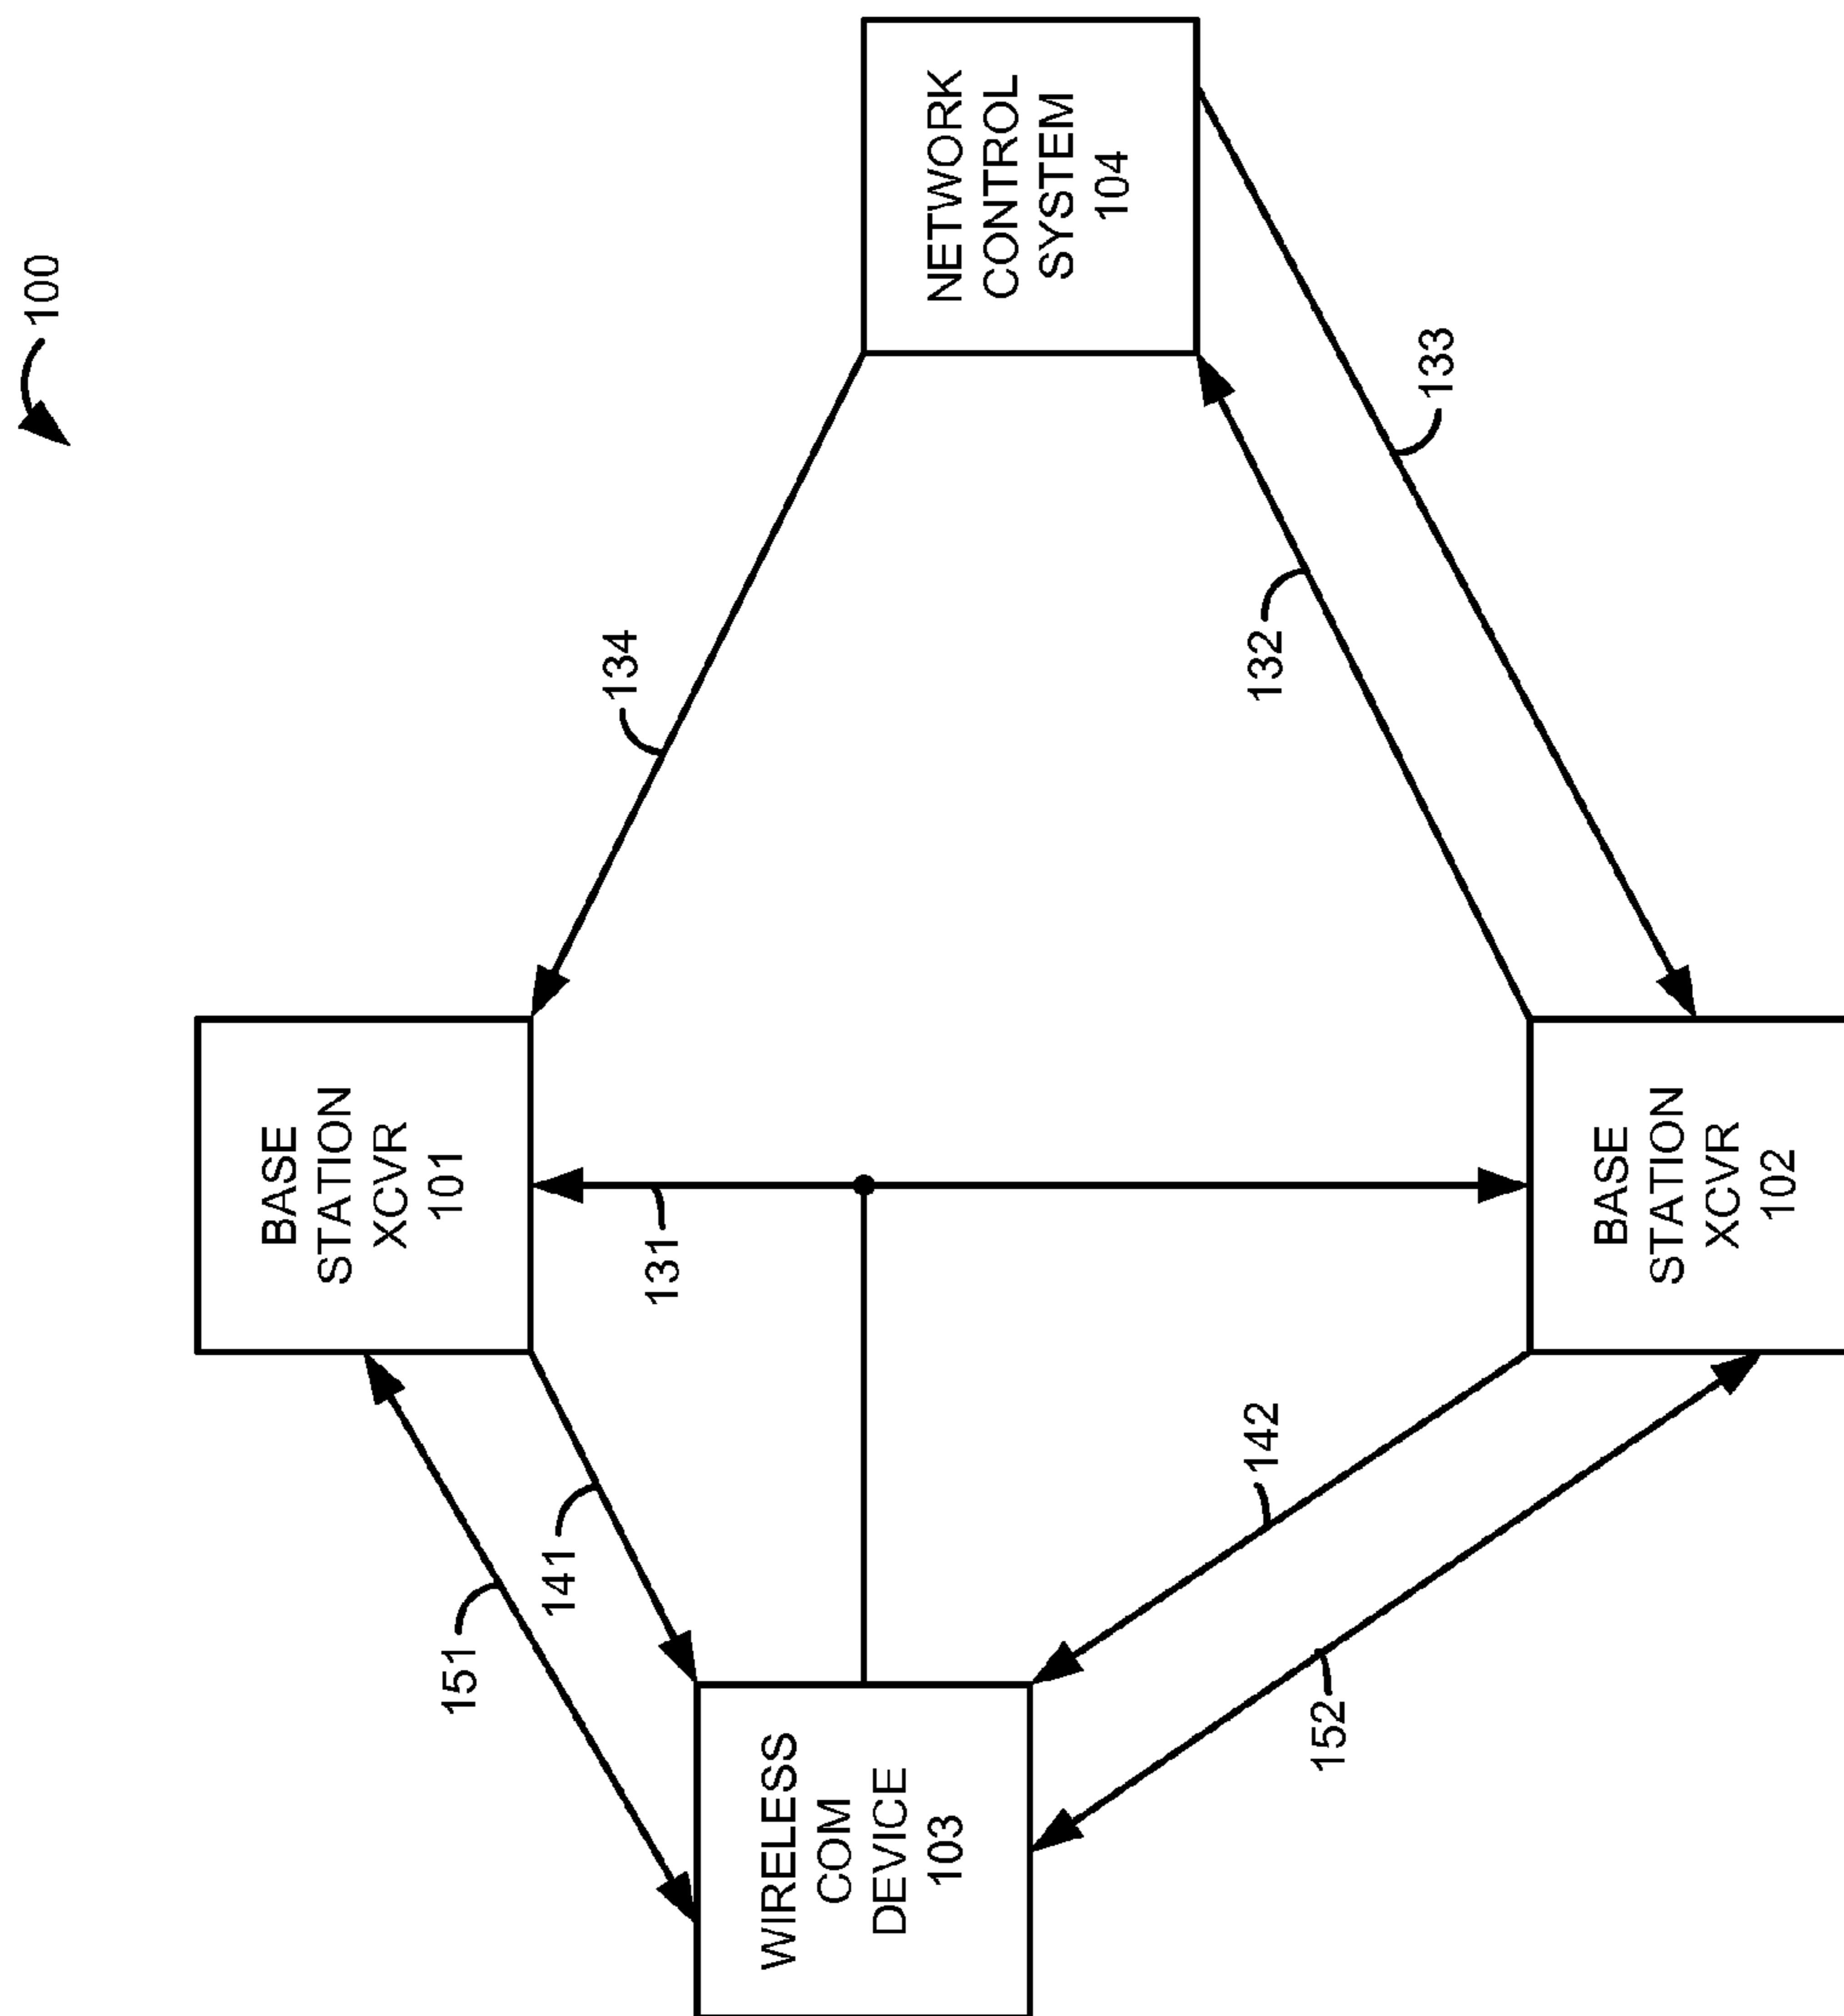 100
WIRELESS
COM
DEVICE
103
151
141
BASE
STATION
XCVR
101
131
134
NETWORK
CONTROL
SYSTEM
104
142
152
BASE
STATION
XCVR
102
132
133